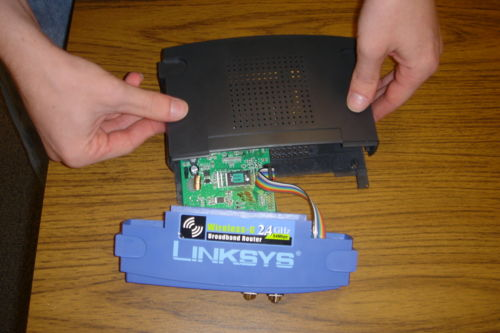 Wireless-G 2.4GHz
Broadband Router
LINKSYS®